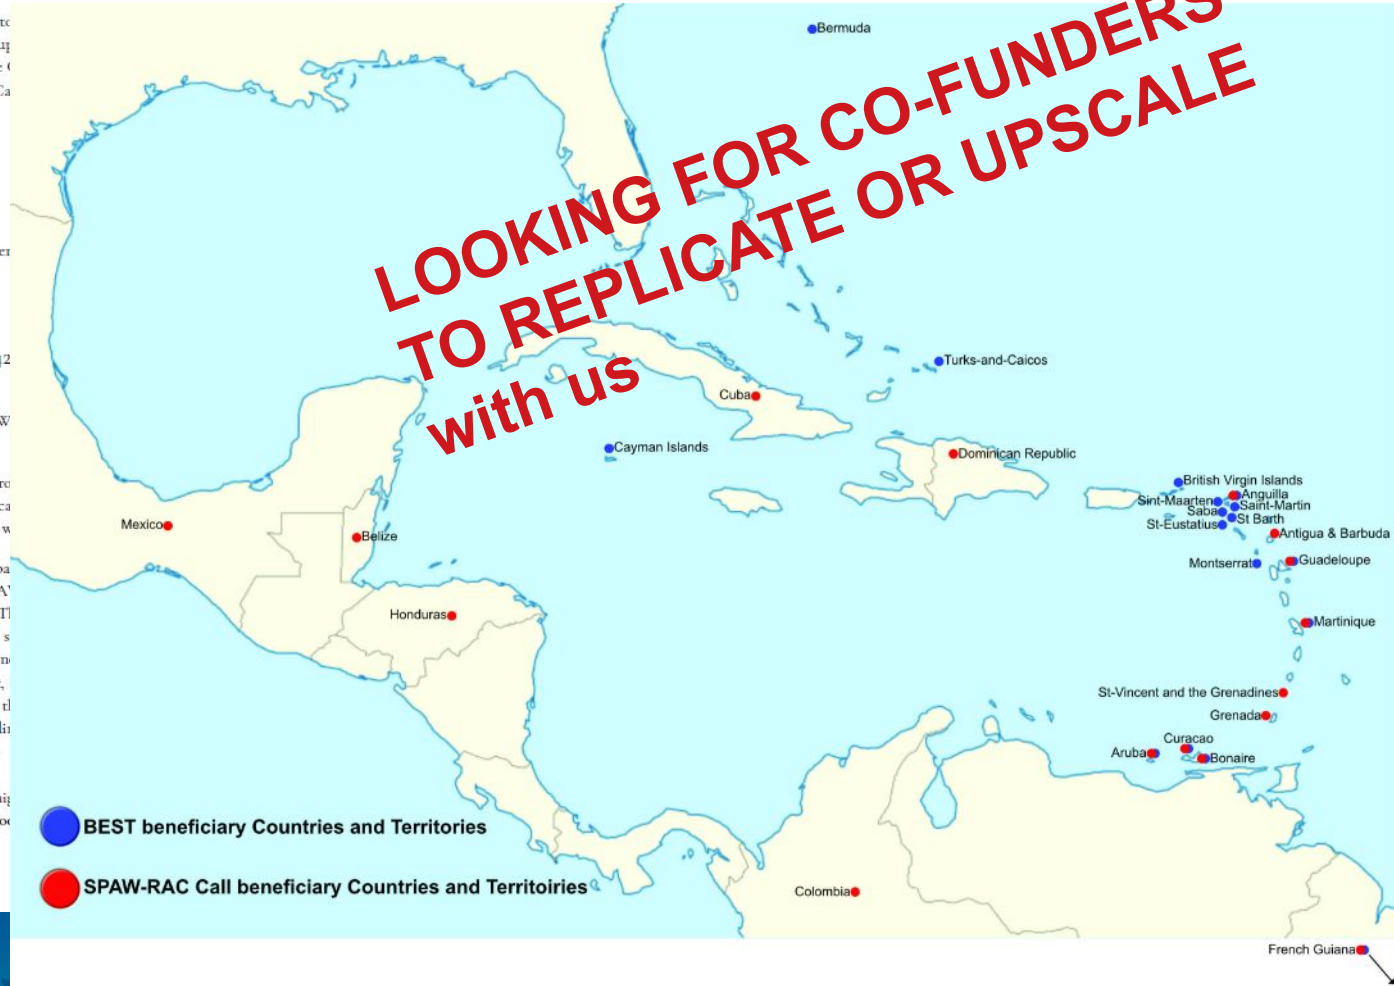 Bermuda
LOOKING FOR CO-FUNDERS
TO REPLICATE OR UPSCALE
with us
Turks-and-Caicos
Cuba
Cayman Islands
Dominican Republic
British Virgin Islands
Anguilla
Sint-Maarten
Saint-Martin
Saba
St Barth
St-Eustatius
Mexico
Belize
Antigua & Barbuda
Montserrat
Guadeloupe
Honduras
Martinique
St-Vincent and the Grenadines
Grenada
Curacao
Aruba
Bonaire
BEST beneficiary Countries and Territories
SPAW-RAC Call beneficiary Countries and Territoiries
Colombia
French Guiana